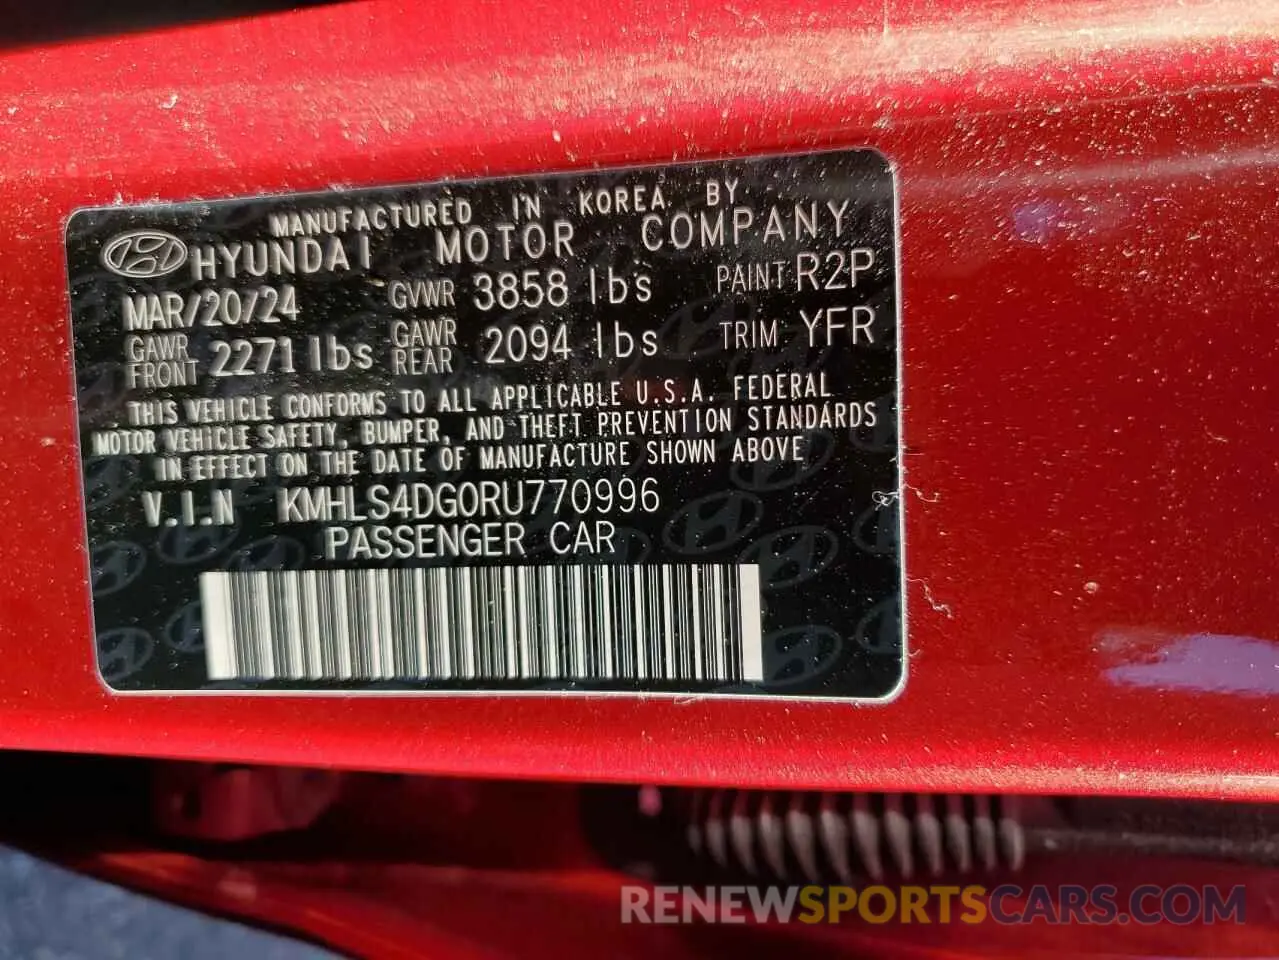 MANUFACTURED IN KOREA BY
HYUNDAI MOTOR COMPANY
MAR/20/24 GVWR 3858 lbs PAINT R2P
GAWR FRONT 2271 lbs GAWR REAR 2094 lbs TRIM YFR
THIS VEHICLE CONFORMS TO ALL APPLICABLE U.S.A. FEDERAL
MOTOR VEHICLE SAFETY, BUMPER, AND THEFT PREVENTION STANDARDS
IN EFFECT ON THE DATE OF MANUFACTURE SHOWN ABOVE
V.I.N KMHLS4DG0RU770996
PASSENGER CAR
RENEWSPORTSCARS.COM